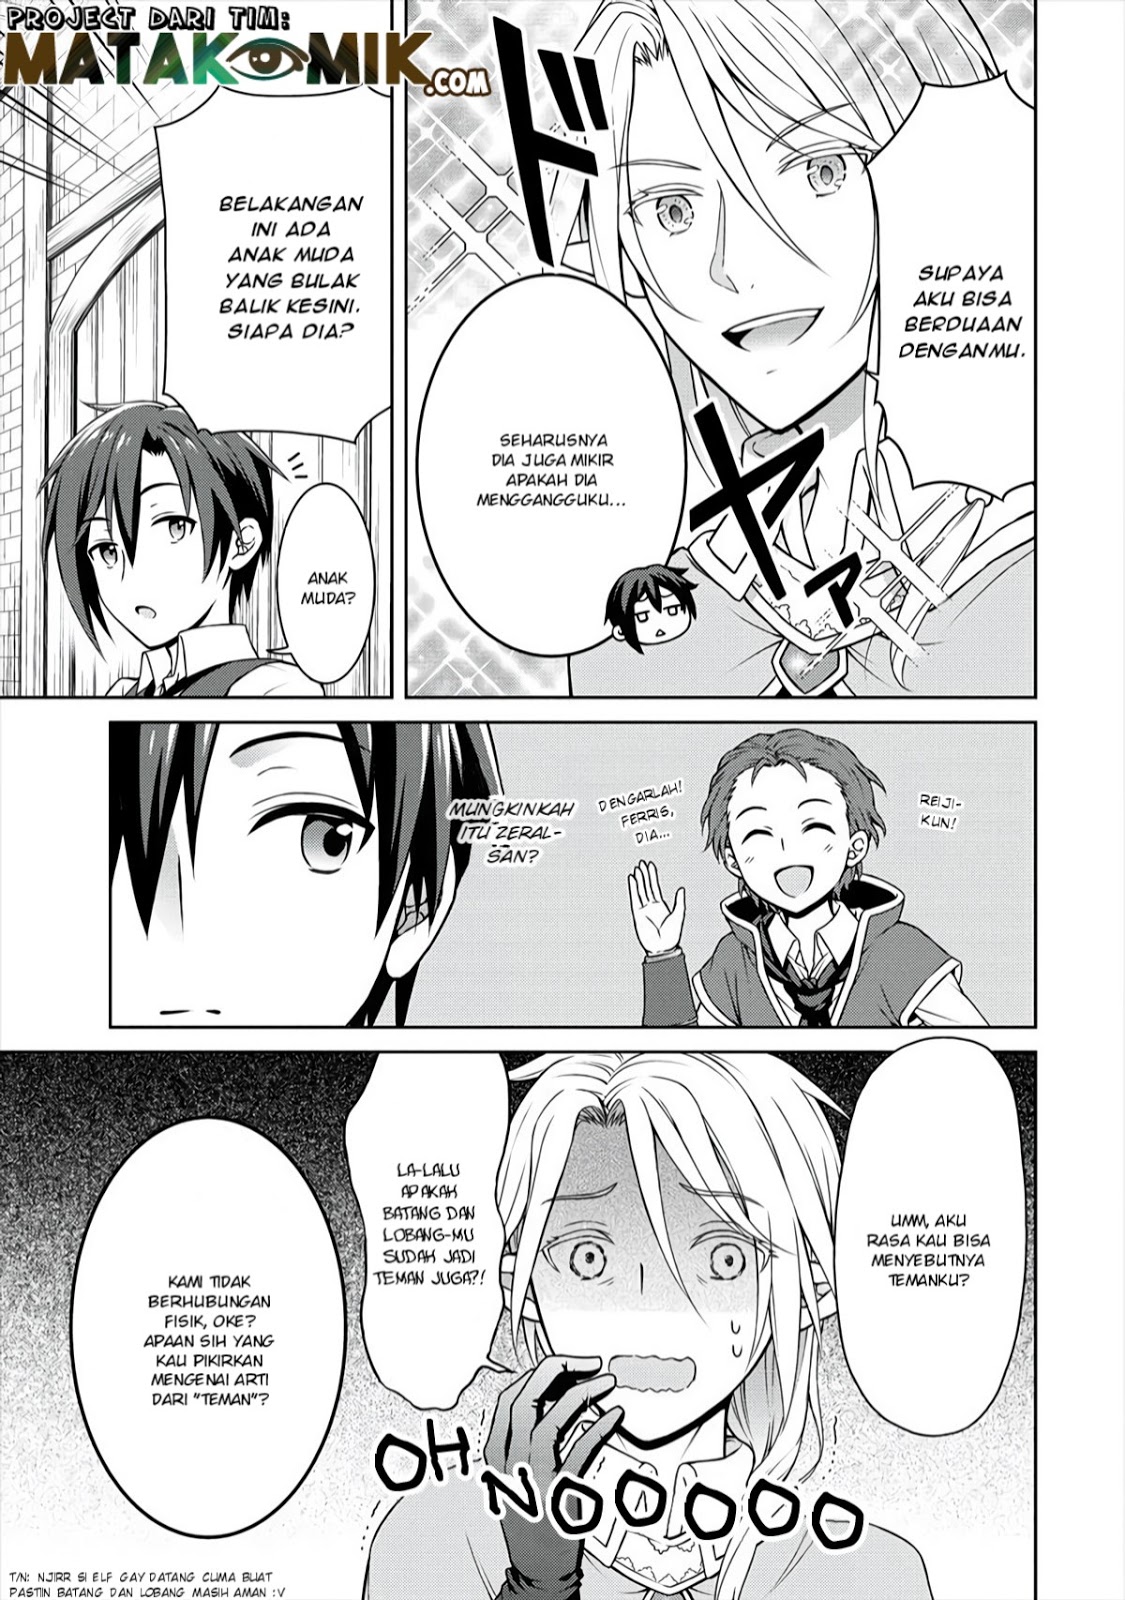 PROJECT DARI TIM:
MATAKOMIK.COM
SUPAYA
AKU BISA
BERDUAAN
DENGANMU.
ドキァ
SEHARUSNYA
DIA JUGA MIKIR
APAKAH DIA
MENGGANGGUKU...
BELAKANGAN
INI ADA
ANAK MUDA
YANG BULAK
BALIK KESINI.
SIAPA DIA?
ANAK
MUDA?
REIJI-
KUN!
DENGARLAH!
FERRIS,
DIA...
MUNGKINKAH
ITU ZERAL-
SAN?
UMM, AKU
RASA KAU BISA
MENYEBUTNYA
TEMANKU?
LA-LALU
APAKAH
BATANG DAN
LOBANG-MU
SUDAH JADI
TEMAN JUGA?!
KAMI TIDAK
BERHUBUNGAN
FISIK, OKE?
APAAN SIH YANG
KAU PIKIRKAN
MENGENAI ARTI
DARI "TEMAN"?
OH
NOOOOO
T/N: NJIRR SI ELF GAY DATANG CUMA BUAT
PASTIIN BATANG DAN LOBANG MASIH AMAN :V